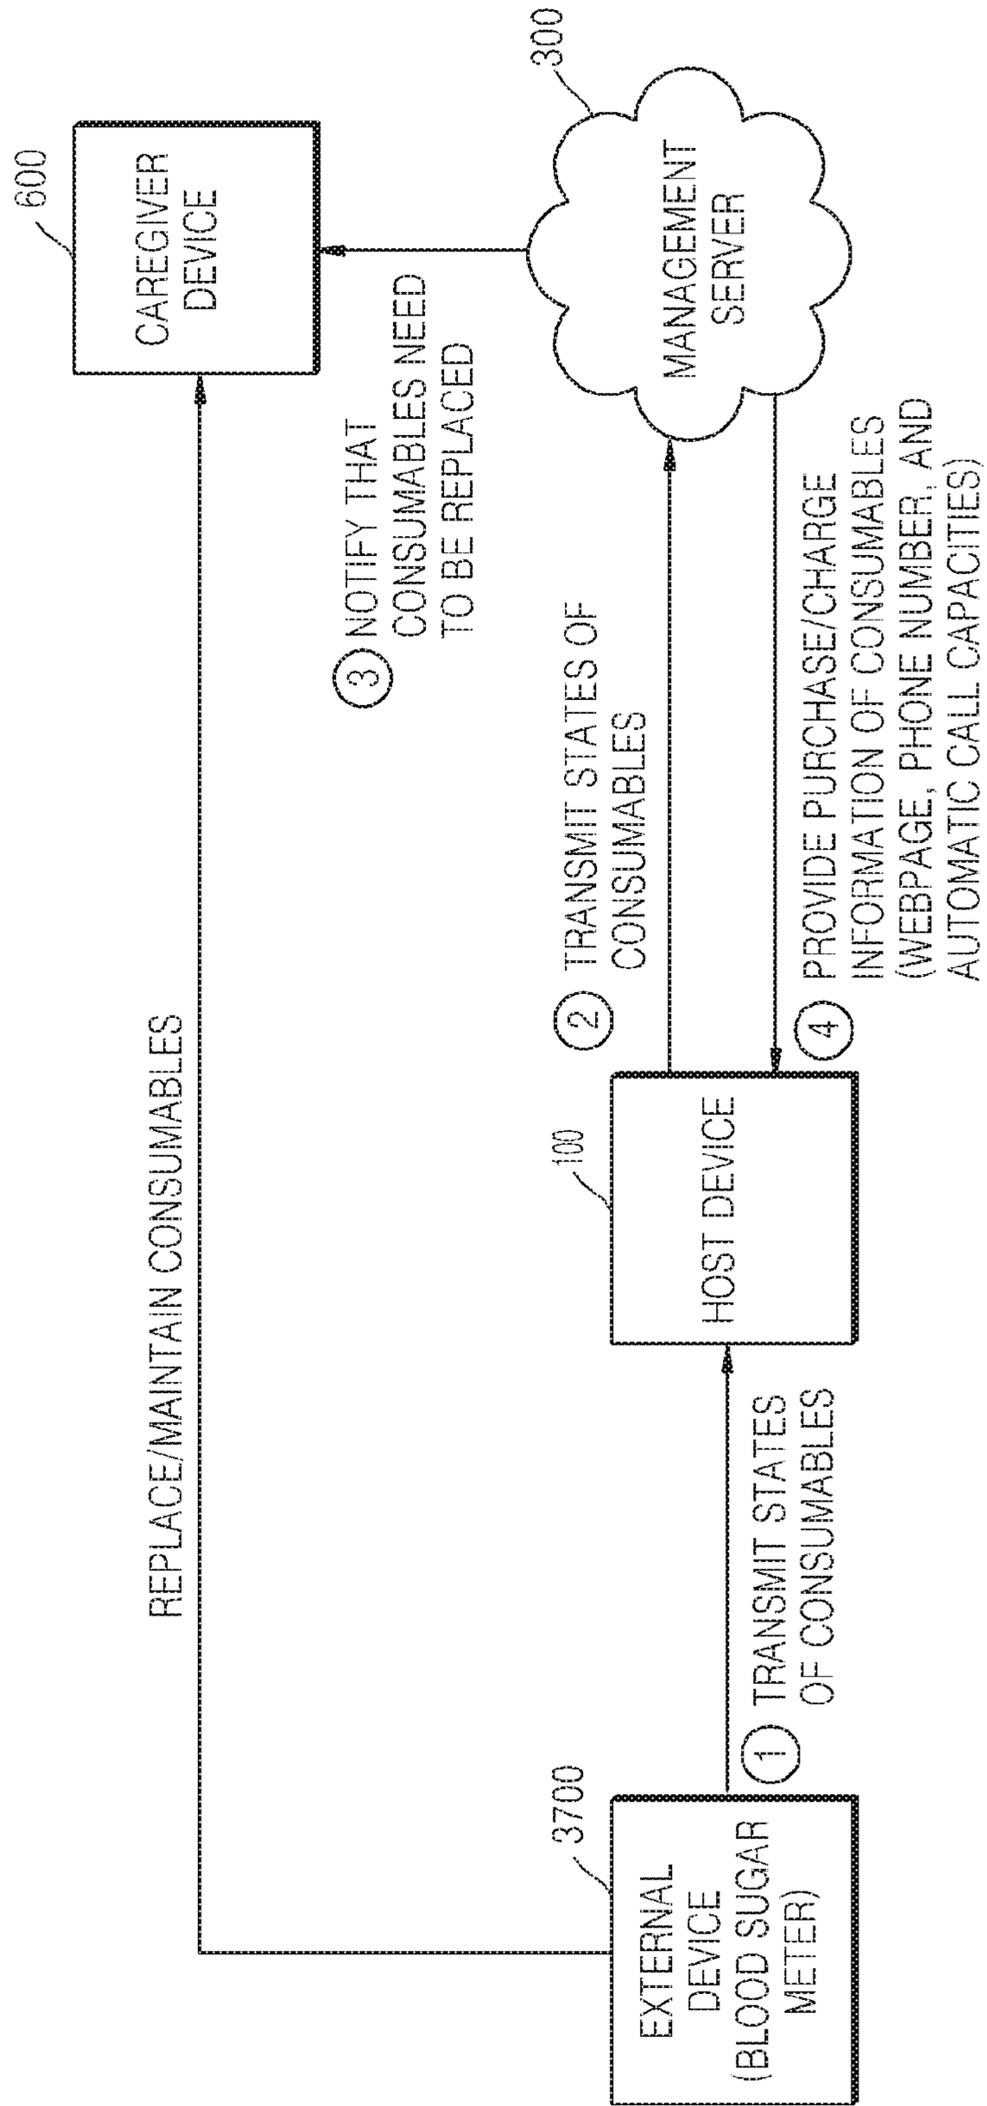 600
CAREGIVER
DEVICE
REPLACE/MAINTAIN CONSUMABLES
3 NOTIFY THAT
CONSUMABLES NEED
TO BE REPLACED
300
MANAGEMENT
SERVER
3700
EXTERNAL
DEVICE
(BLOOD SUGAR
METER)
1 TRANSMIT STATES
OF CONSUMABLES
100
HOST DEVICE
2 TRANSMIT STATES OF
CONSUMABLES
4 PROVIDE PURCHASE/CHARGE
INFORMATION OF CONSUMABLES
(WEBPAGE, PHONE NUMBER, AND
AUTOMATIC CALL CAPACITIES)